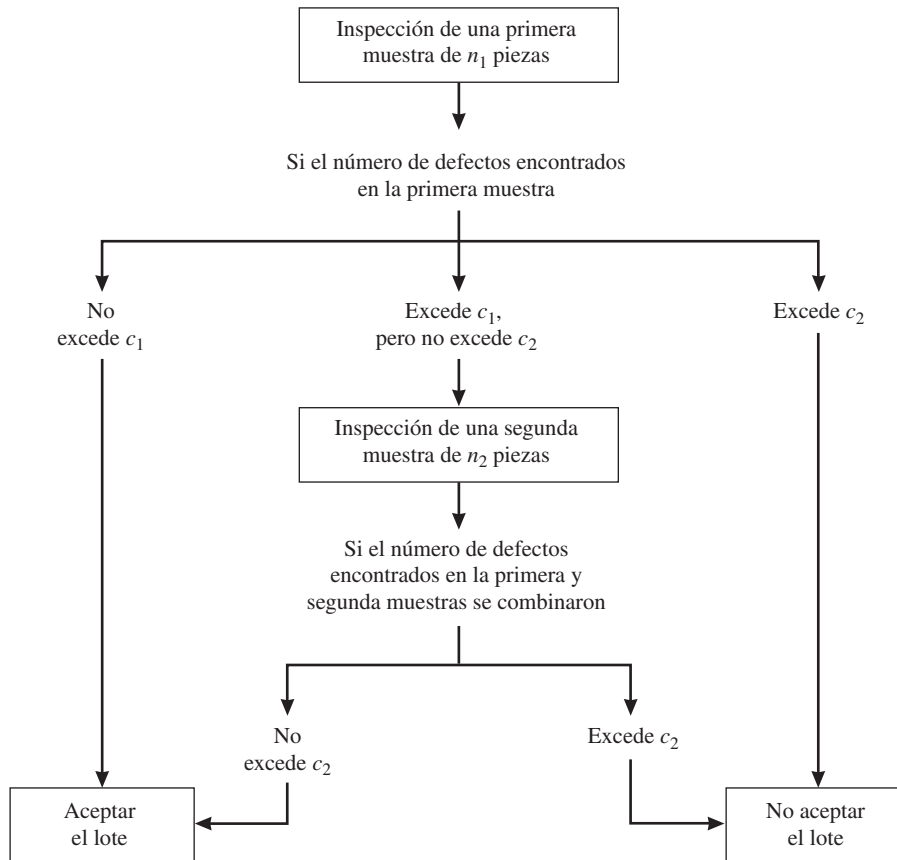 Inspección de una primera
muestra de n₁ piezas
Si el número de defectos encontrados
en la primera muestra
No
excede c₁
Excede c₁,
pero no excede c₂
Excede c₂
Inspección de una segunda
muestra de n₂ piezas
Si el número de defectos
encontrados en la primera y
segunda muestras se combinaron
No
excede c₂
Excede c₂
Aceptar
el lote
No aceptar
el lote